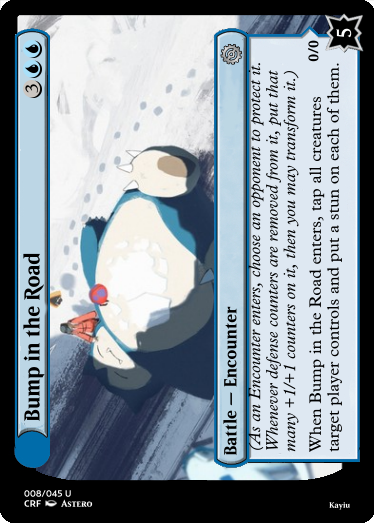 Bump in the Road
3
Battle — Encounter
(As an Encounter enters, choose an opponent to protect it.
Whenever defense counters are removed from it, put that
many +1/+1 counters on it, then you may transform it.)
When Bump in the Road enters, tap all creatures
target player controls and put a stun on each of them.
0/0
5
008/045 U
CRF ASTERO
Kayiu